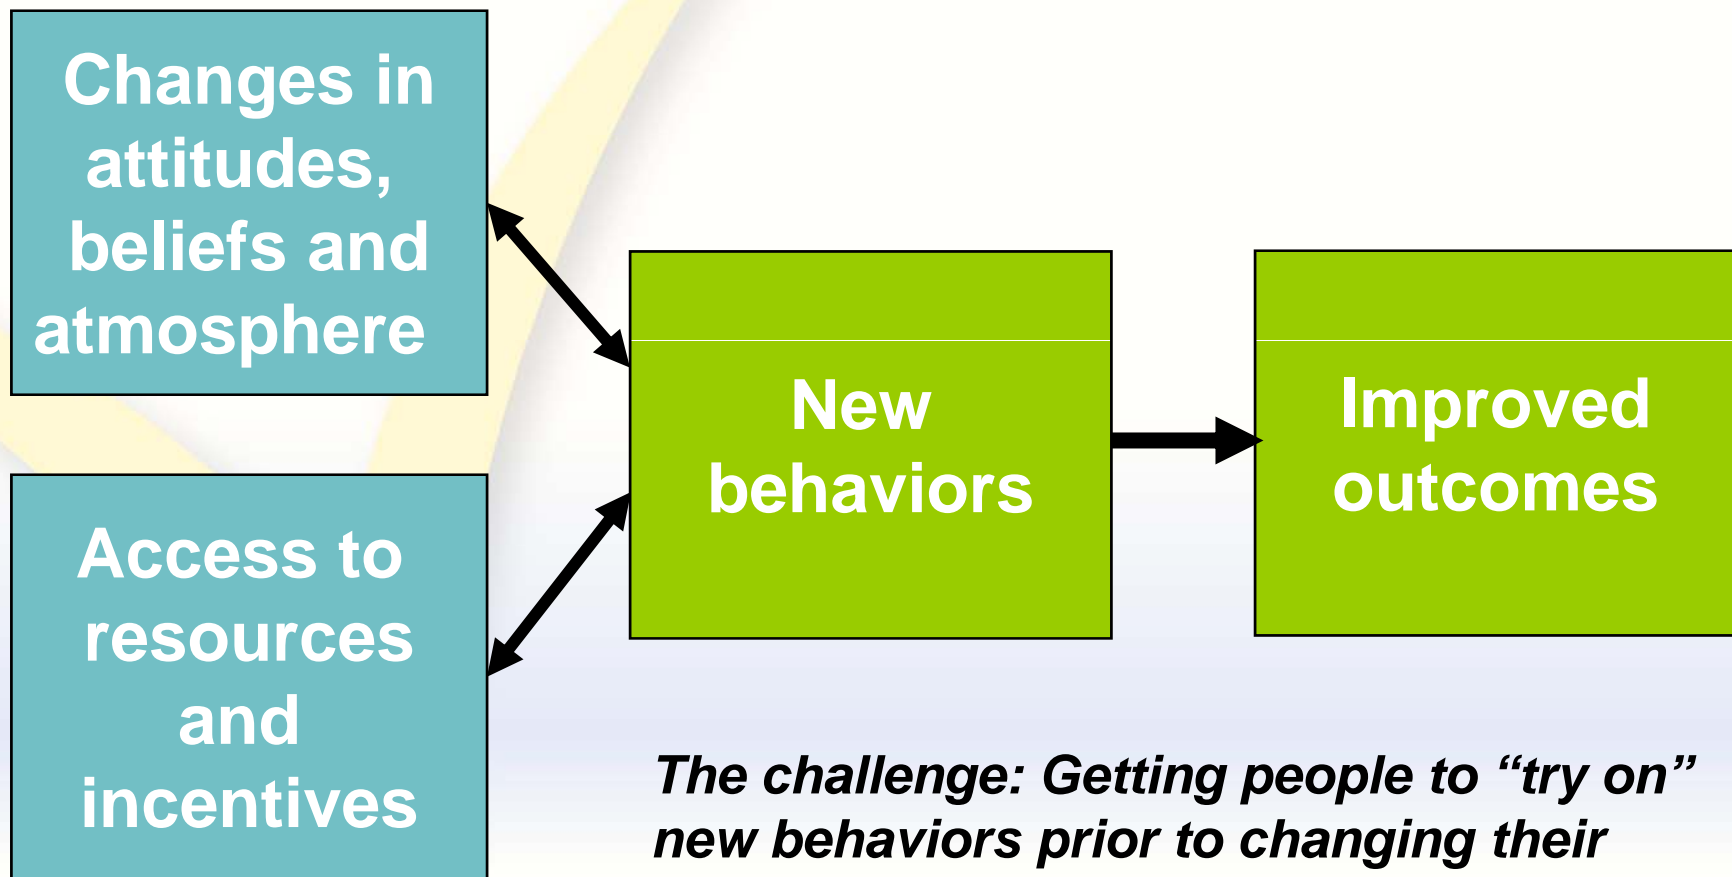 Changes in
attitudes,
beliefs and
atmosphere
Access to
resources
and
incentives
New
behaviors
Improved
outcomes
The challenge: Getting people to “try on”
new behaviors prior to changing their